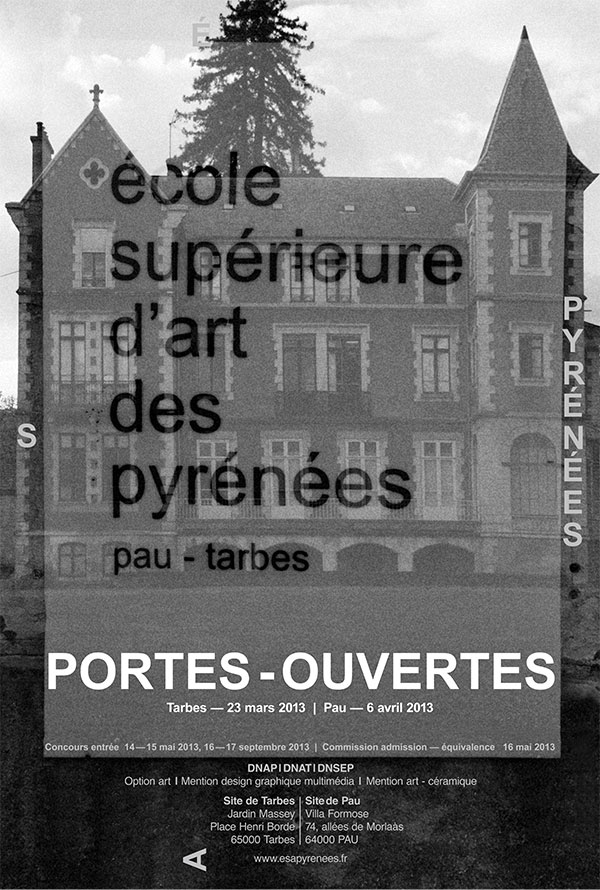 É
école
supérieure
d'art
des
pyrénées
pau - tarbes
S
PYRÉNÉES
PORTES - OUVERTES
Tarbes — 23 mars 2013 | Pau — 6 avril 2013
Concours entrée 14 — 15 mai 2013, 16 — 17 septembre 2013 | Commission admission — équivalence 16 mai 2013
DNAP | DNAT | DNSEP
Option art | Mention design graphique multimédia | Mention art - céramique
Site de Tarbes | Site de Pau
Jardin Massey | Villa Formose
Place Henri Borde | 74, allées de Morlaàs
65000 Tarbes | 64000 PAU
A
www.esapyrenees.fr